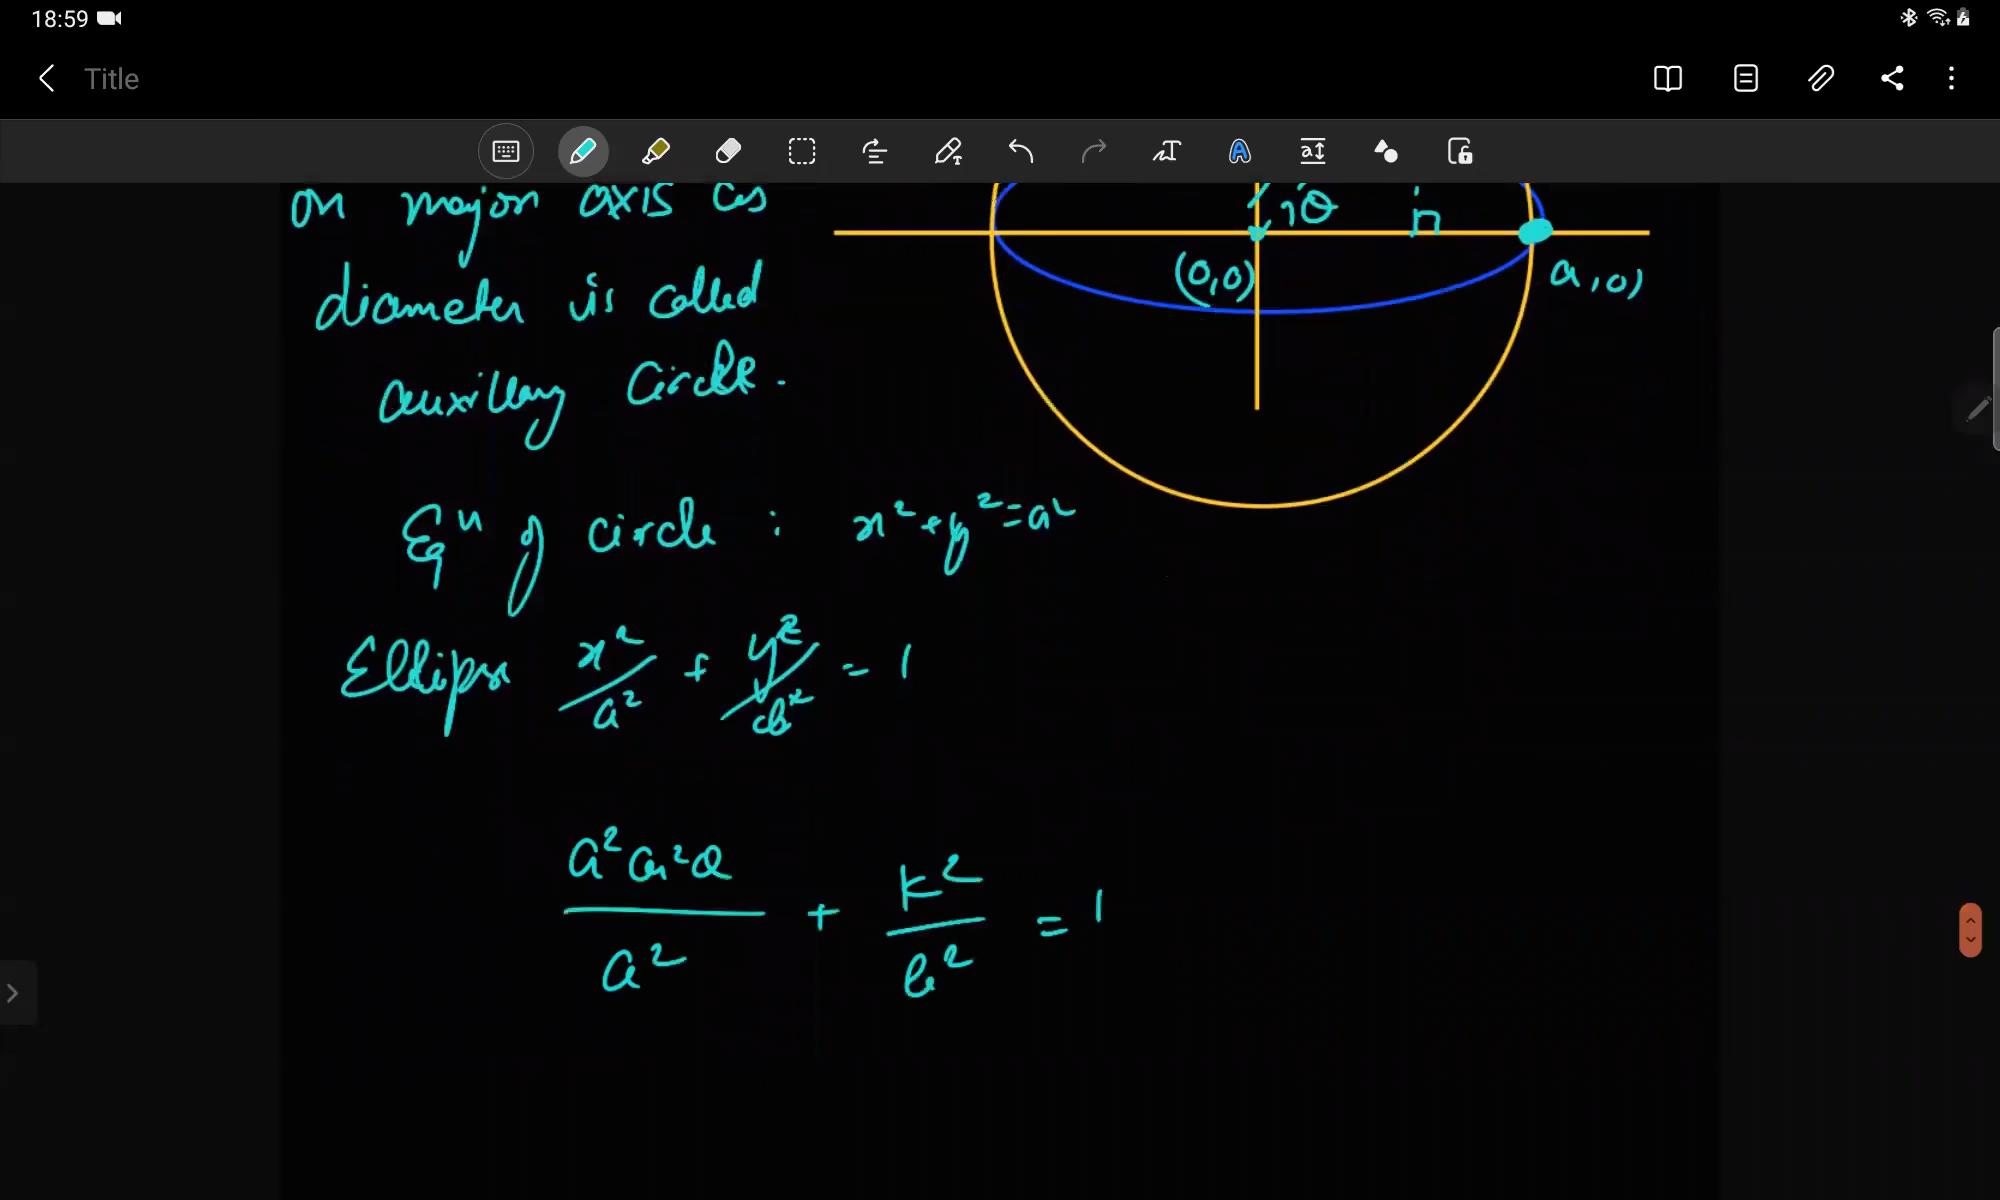 18:59
Title
on major axis as
θ n
(0,0) a,0)
diameter is called
auxillary Circle.
Eqn of circle : x²+y²=a²
Ellipse x²/a² + y²/b² = 1
a²cos²θ/a² + k²/b² = 1